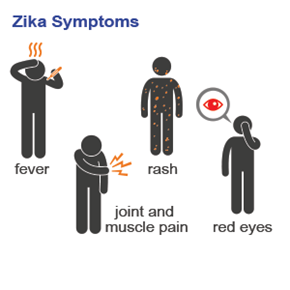 Zika Symptoms
fever
rash
joint and
muscle pain
red eyes